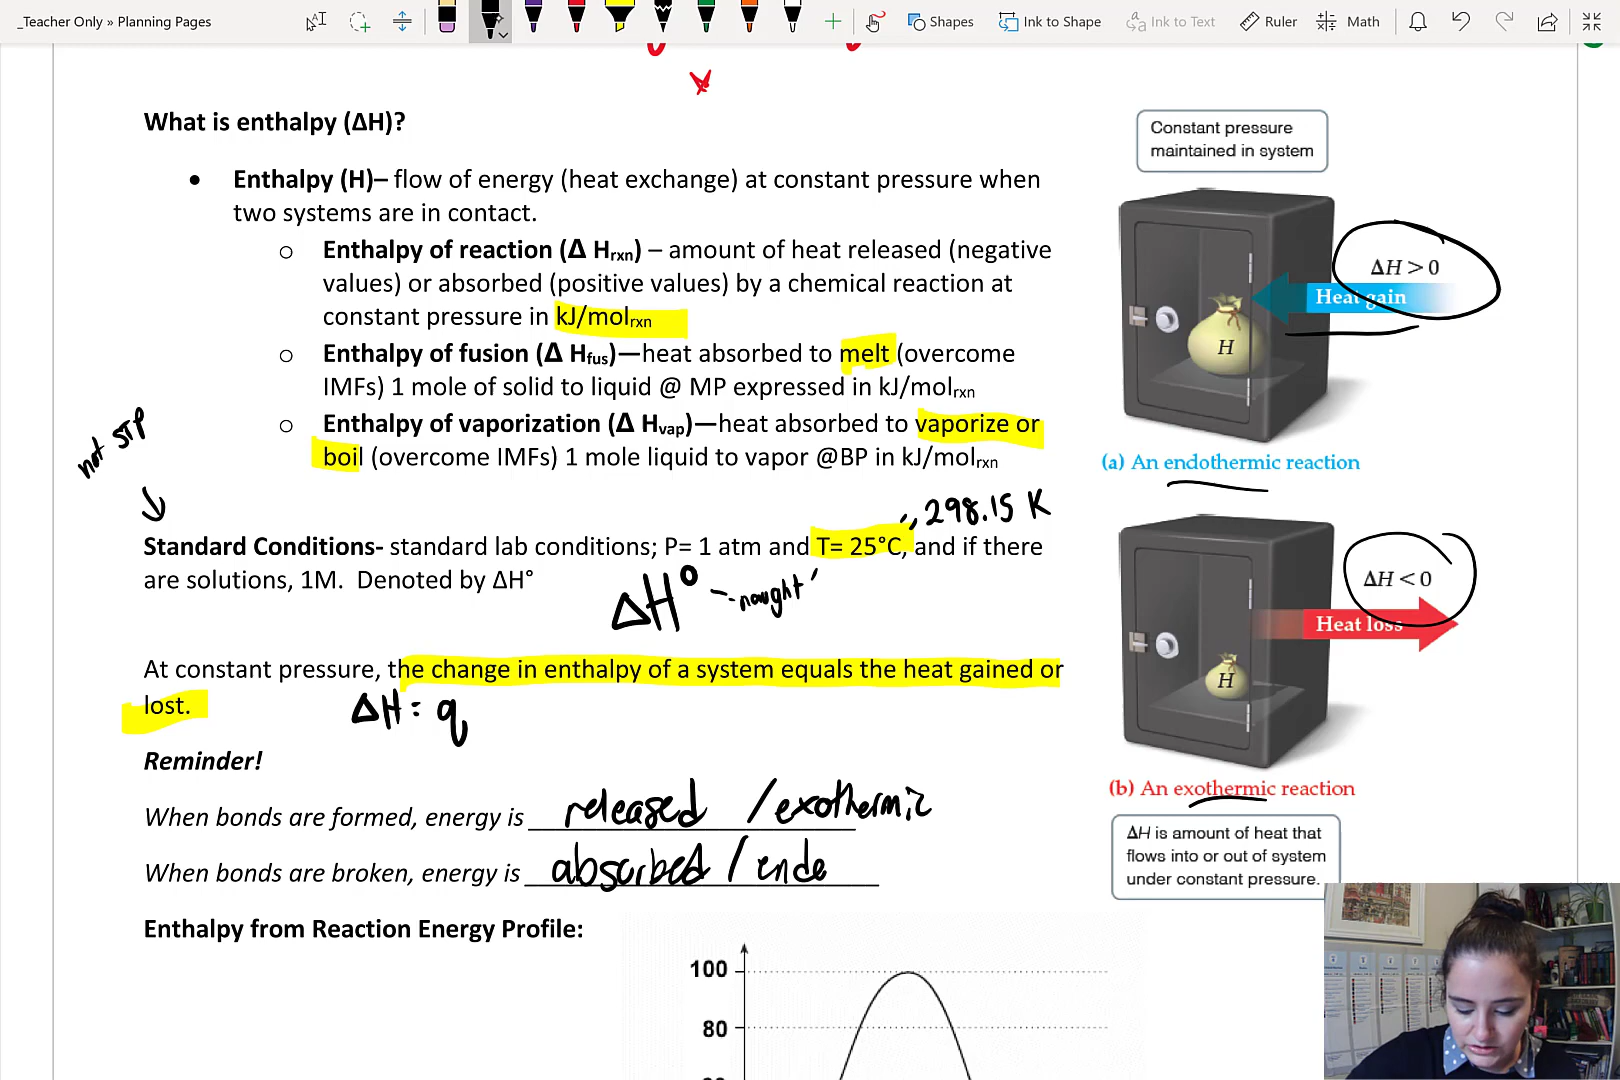 _Teacher Only » Planning Pages
Shapes
Ink to Shape
Ink to Text
Ruler
Math
What is enthalpy (ΔH)?
• Enthalpy (H)– flow of energy (heat exchange) at constant pressure when
two systems are in contact.
o Enthalpy of reaction (Δ Hrxn) – amount of heat released (negative
values) or absorbed (positive values) by a chemical reaction at
constant pressure in kJ/molrxn
o Enthalpy of fusion (Δ Hfus)—heat absorbed to melt (overcome
IMFs) 1 mole of solid to liquid @ MP expressed in kJ/molrxn
o Enthalpy of vaporization (Δ Hvap)—heat absorbed to vaporize or
boil (overcome IMFs) 1 mole liquid to vapor @BP in kJ/molrxn
not STP
298.15 K
Standard Conditions- standard lab conditions; P= 1 atm and T= 25°C, and if there
are solutions, 1M. Denoted by ΔH°
ΔH° -- naught
At constant pressure, the change in enthalpy of a system equals the heat gained or
lost.
ΔH = q
Reminder!
When bonds are formed, energy is released / exothermic
When bonds are broken, energy is absorbed / endo
Enthalpy from Reaction Energy Profile:
100
80
Constant pressure
maintained in system
ΔH > 0
Heat gain
H
(a) An endothermic reaction
ΔH < 0
Heat loss
H
(b) An exothermic reaction
ΔH is amount of heat that
flows into or out of system
under constant pressure.